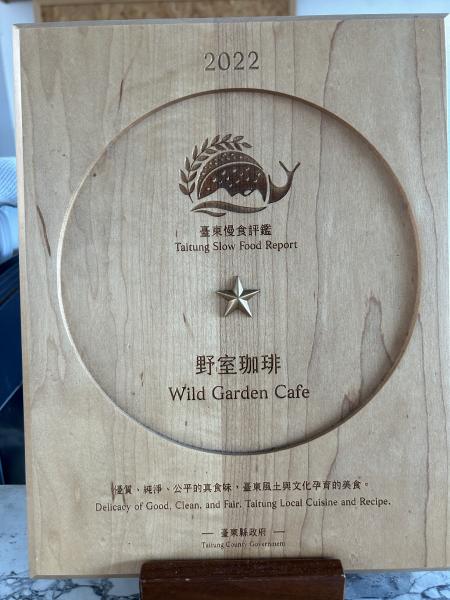 2022
臺東慢食評鑑
Taitung Slow Food Report
野室珈琲
Wild Garden Cafe
優質、純淨、公平的真食味，臺東風土與文化孕育的美食。
Delicacy of Good, Clean, and Fair. Taitung Local Cuisine and Recipe.
— 臺東縣政府 —
Taitung County Government